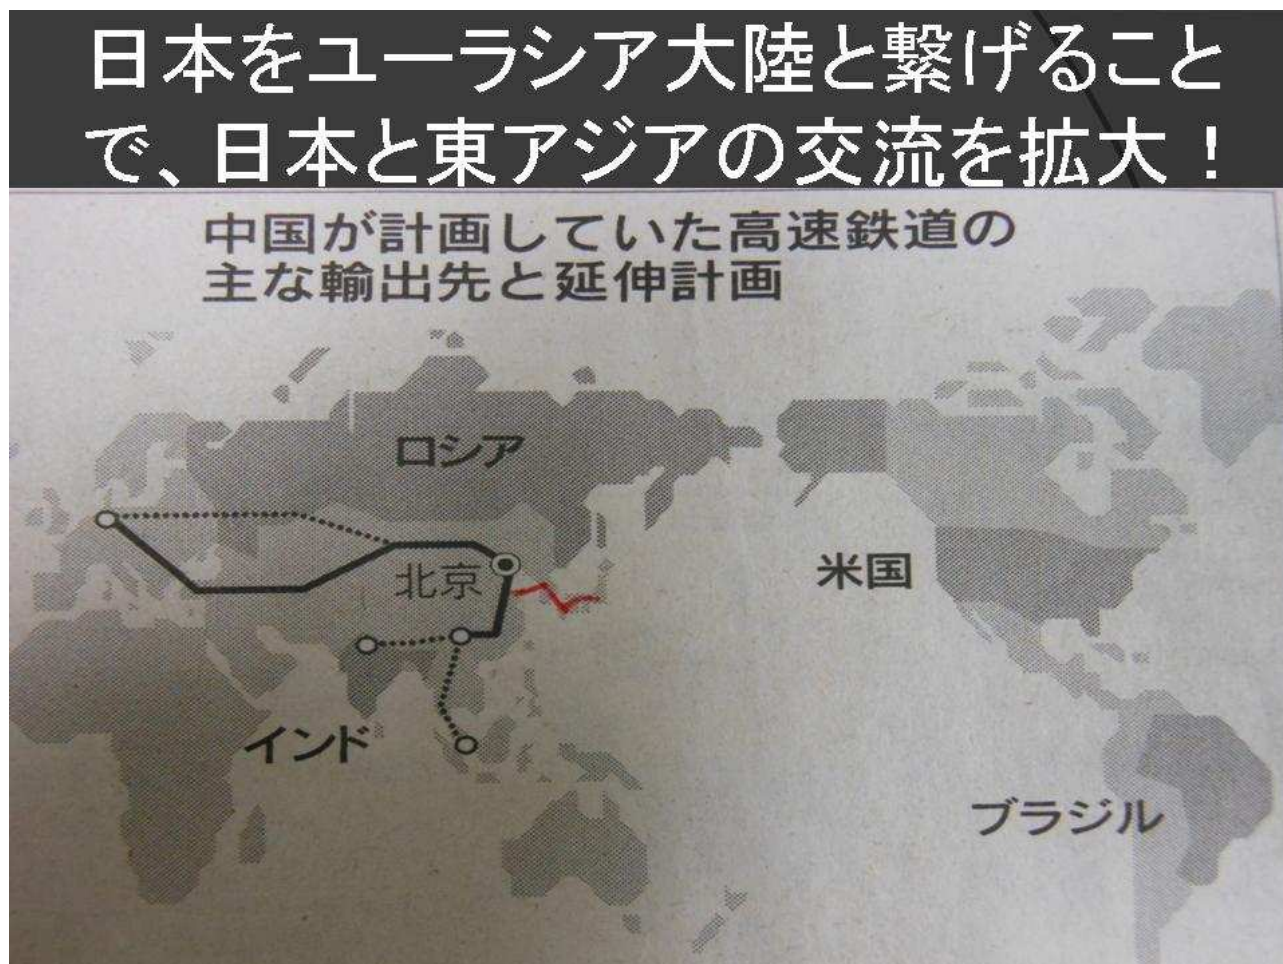 日本をユーラシア大陸と繋げること
で、日本と東アジアの交流を拡大！
中国が計画していた高速鉄道の
主な輸出先と延伸計画
ロシア
北京
米国
インド
ブラジル